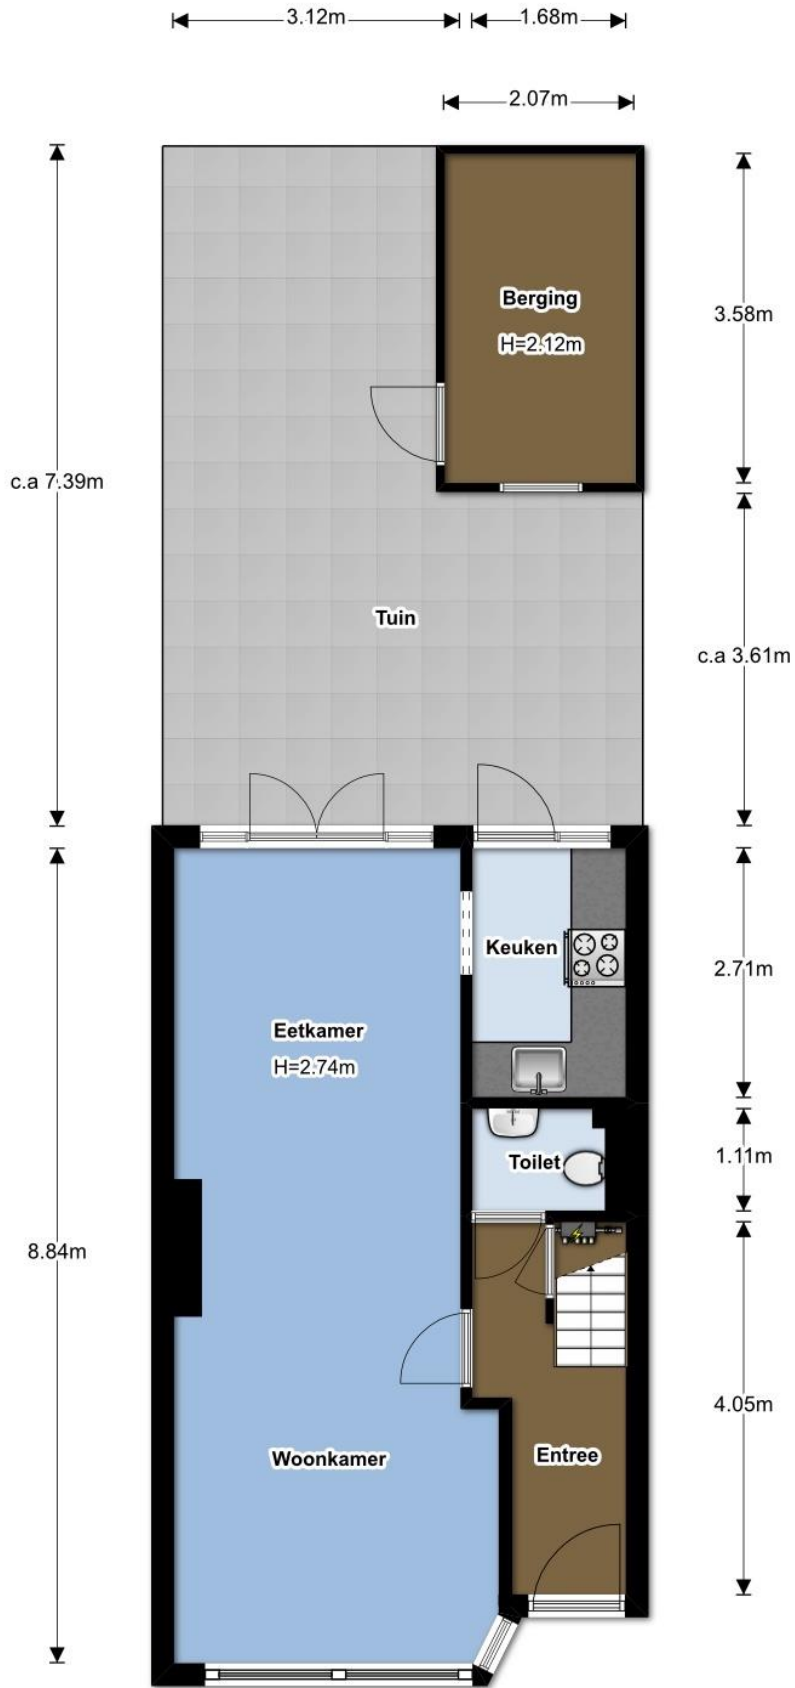 3.12m
1.68m
2.07m
Berging
H=2.12m
3.58m
c.a 7.39m
Tuin
c.a 3.61m
Keuken
2.71m
Eetkamer
H=2.74m
Toilet
1.11m
8.84m
4.05m
Woonkamer
Entree